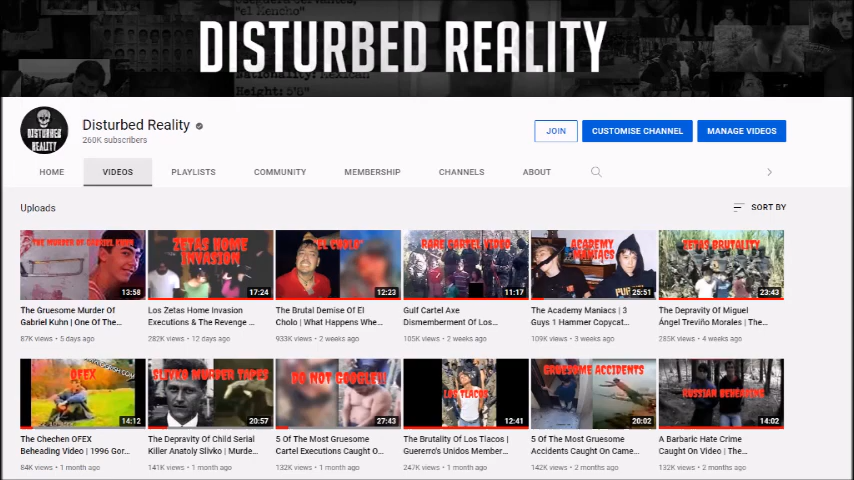 "el Mencho"
DISTURBED REALITY
Nationality: Mexican
Height: 5'8"
DISTURBED
REALITY
Disturbed Reality
260K subscribers
JOIN
CUSTOMISE CHANNEL
MANAGE VIDEOS
HOME
VIDEOS
PLAYLISTS
COMMUNITY
MEMBERSHIP
CHANNELS
ABOUT
Uploads
SORT BY
THE MURDER OF GABRIEL KUHN
13:58
ZETAS HOME
INVASION
17:24
"EL CHOLO"
12:23
RARE CARTEL VIDEO
11:17
ACADEMY
MANIACS
25:51
ZETAS BRUTALITY
23:43
The Gruesome Murder Of
Gabriel Kuhn | One Of The...
87K views • 5 days ago
Los Zetas Home Invasion
Executions & The Revenge ...
282K views • 12 days ago
The Brutal Demise Of El
Cholo | What Happens Whe...
933K views • 2 weeks ago
Gulf Cartel Axe
Dismemberment Of Los...
105K views • 2 weeks ago
The Academy Maniacs | 3
Guys 1 Hammer Copycat...
109K views • 3 weeks ago
The Depravity Of Miguel
Ángel Treviño Morales | The...
285K views • 4 weeks ago
OFEX
14:12
SLIVKO MURDER TAPES
20:57
DO NOT GOOGLE!!
27:43
LOS TLACOS
12:41
GRUESOME ACCIDENTS
20:02
RUSSIAN BEHEADING
14:02
The Chechen OFEX
Beheading Video | 1996 Gor...
84K views • 1 month ago
The Depravity Of Child Serial
Killer Anatoly Slivko | Murde...
141K views • 1 month ago
5 Of The Most Gruesome
Cartel Executions Caught O...
132K views • 1 month ago
The Brutality Of Los Tlacos |
Guererro's Unidos Member...
247K views • 1 month ago
5 Of The Most Gruesome
Accidents Caught On Came...
142K views • 2 months ago
A Barbaric Hate Crime
Caught On Video | The...
132K views • 2 months ago